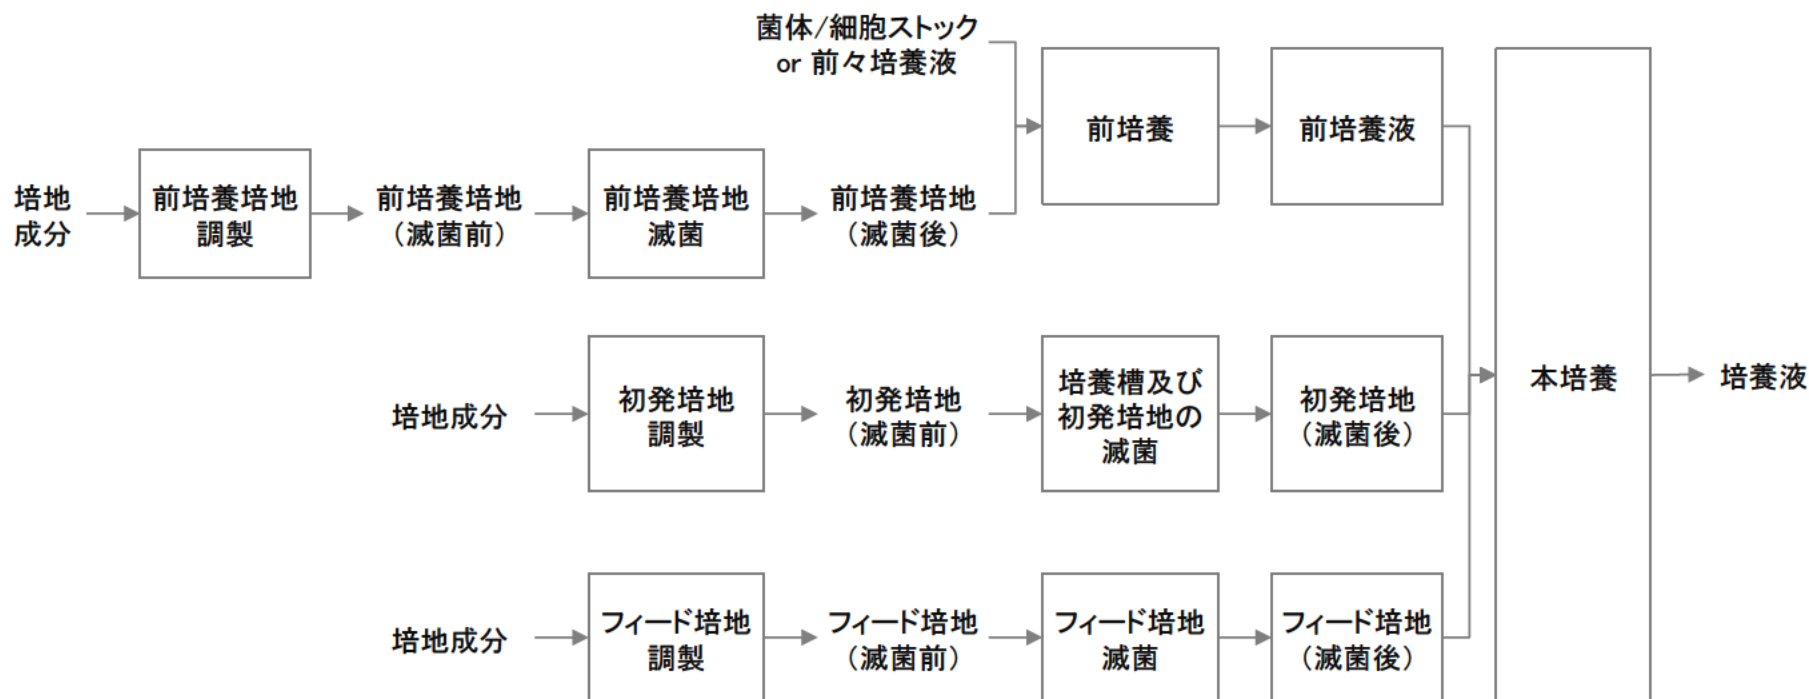 菌体/細胞ストック
or 前々培養液
前培養
前培養液
培地
成分
前培養培地
調製
前培養培地
（滅菌前）
前培養培地
滅菌
前培養培地
（滅菌後）
培地成分
初発培地
調製
初発培地
（滅菌前）
培養槽及び
初発培地の
滅菌
初発培地
（滅菌後）
本培養
培養液
培地成分
フィード培地
調製
フィード培地
（滅菌前）
フィード培地
滅菌
フィード培地
（滅菌後）